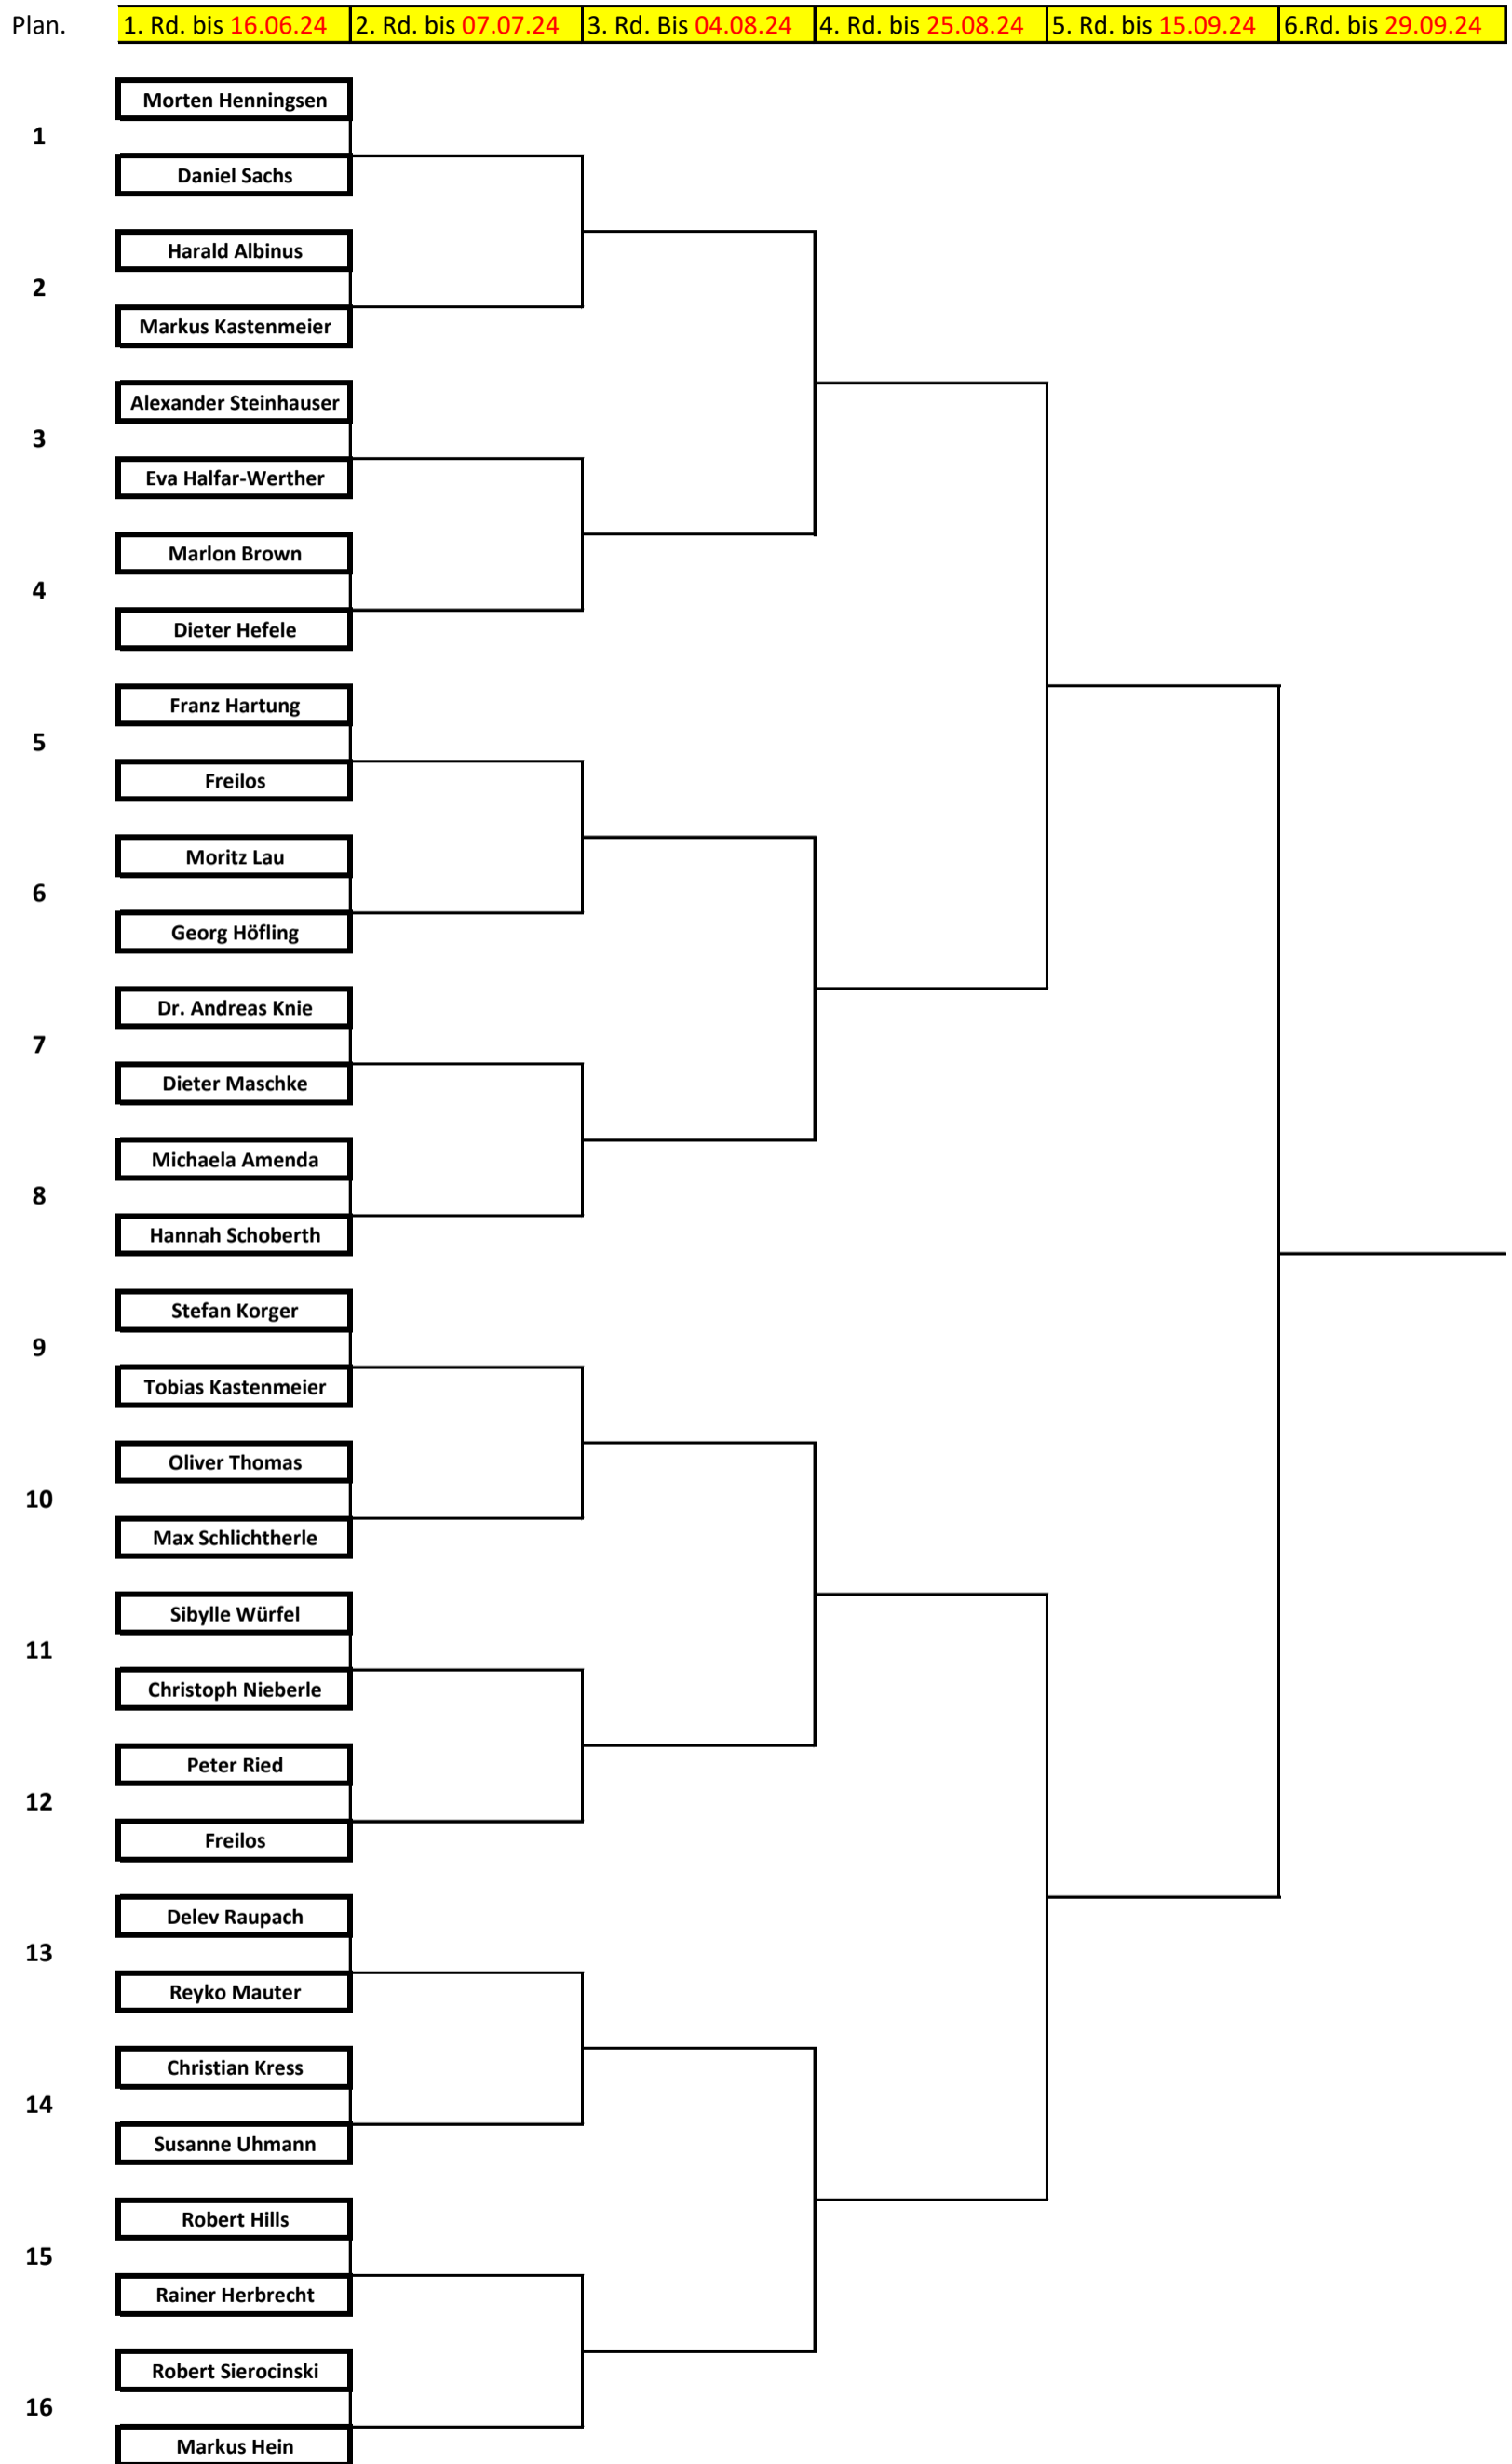 Plan. 1. Rd. bis 16.06.24 2. Rd. bis 07.07.24 3. Rd. Bis 04.08.24 4. Rd. bis 25.08.24 5. Rd. bis 15.09.24 6.Rd. bis 29.09.24
Morten Henningsen
1
Daniel Sachs
Harald Albinus
2
Markus Kastenmeier
Alexander Steinhauser
3
Eva Halfar-Werther
Marlon Brown
4
Dieter Hefele
Franz Hartung
5
Freilos
Moritz Lau
6
Georg Höfling
Dr. Andreas Knie
7
Dieter Maschke
Michaela Amenda
8
Hannah Schoberth
Stefan Korger
9
Tobias Kastenmeier
Oliver Thomas
10
Max Schlichtherle
Sibylle Würfel
11
Christoph Nieberle
Peter Ried
12
Freilos
Delev Raupach
13
Reyko Mauter
Christian Kress
14
Susanne Uhmann
Robert Hills
15
Rainer Herbrecht
Robert Sierocinski
16
Markus Hein